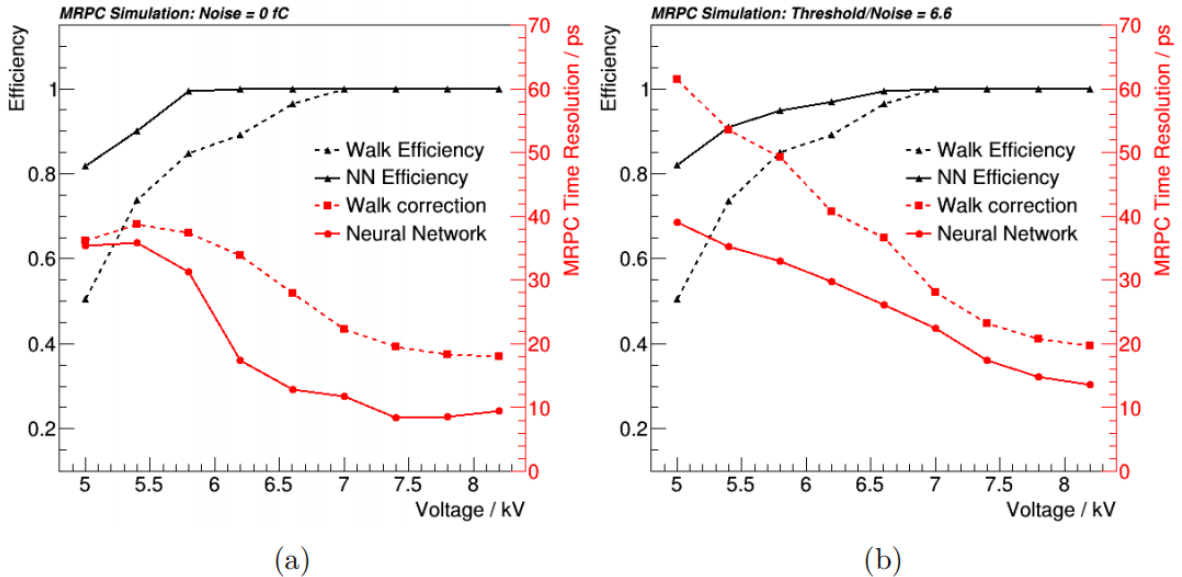 MRPC Simulation: Noise = 0 fC
Efficiency
1
0.8
0.6
0.4
0.2
Walk Efficiency
NN Efficiency
Walk correction
Neural Network
70
60
50
40
30
20
10
0
MRPC Time Resolution / ps
5 5.5 6 6.5 7 7.5 8
Voltage / kV
(a)
MRPC Simulation: Threshold/Noise = 6.6
Efficiency
1
0.8
0.6
0.4
0.2
Walk Efficiency
NN Efficiency
Walk correction
Neural Network
70
60
50
40
30
20
10
0
MRPC Time Resolution / ps
5 5.5 6 6.5 7 7.5 8
Voltage / kV
(b)